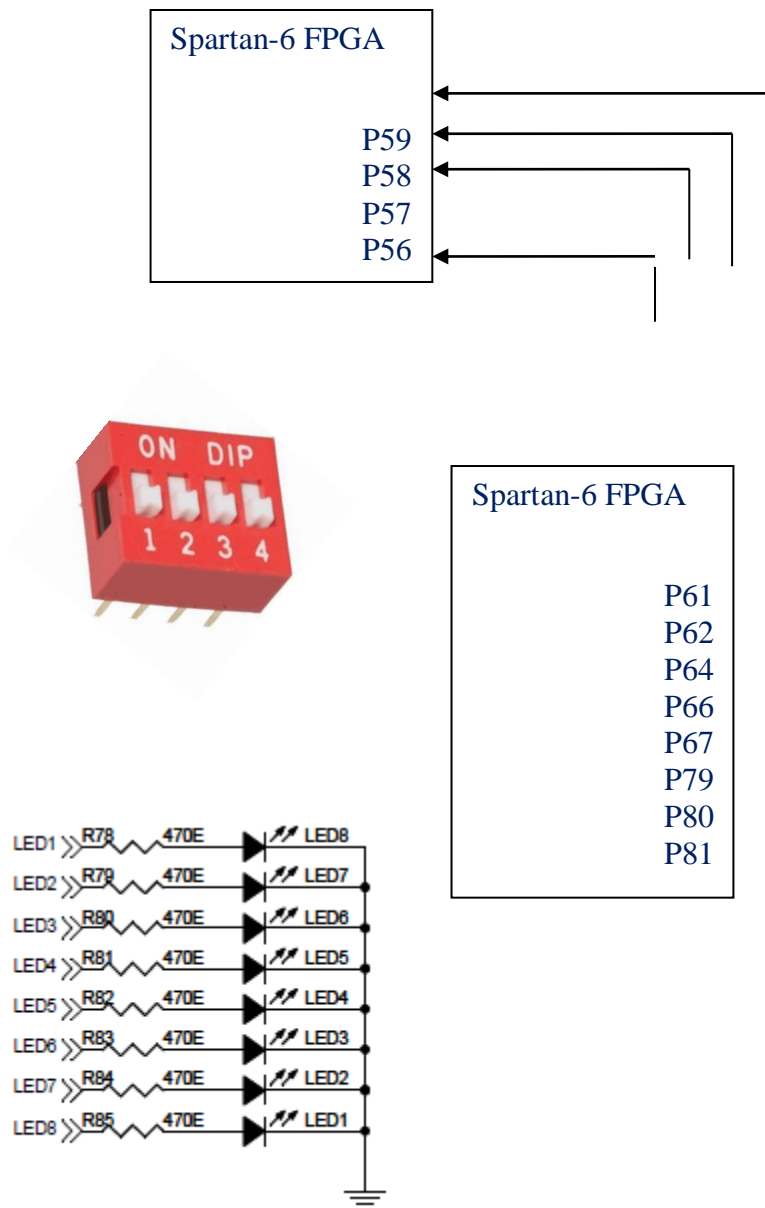 Spartan-6 FPGA
P59
P58
P57
P56
ON DIP
1 2 3 4
Spartan-6 FPGA
P61
P62
P64
P66
P67
P79
P80
P81
LED1 R78 470E LED8
LED2 R79 470E LED7
LED3 R80 470E LED6
LED4 R81 470E LED5
LED5 R82 470E LED4
LED6 R83 470E LED3
LED7 R84 470E LED2
LED8 R85 470E LED1